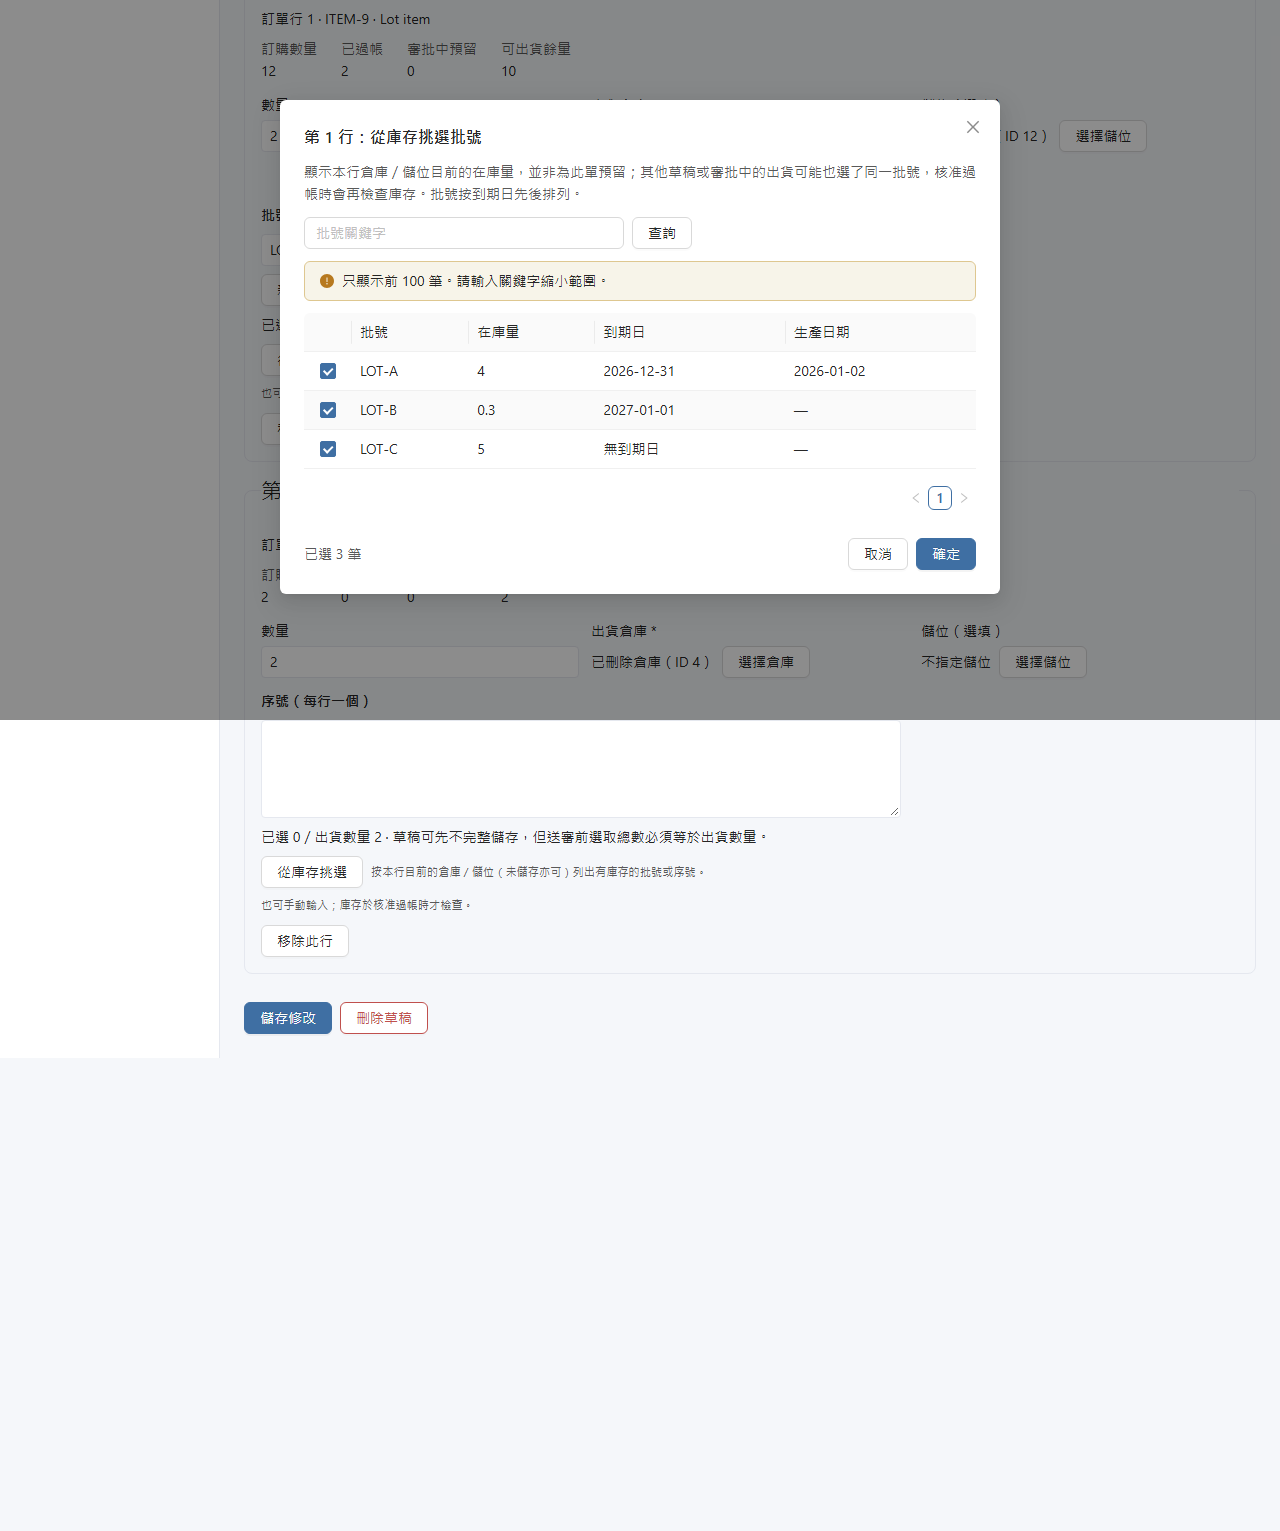 訂單行 1 · ITEM-9 · Lot item
訂購數量 已過帳 審批中預留 可出貨餘量
12 2 0 10
2
ID 12） 選擇儲位
第 1 行：從庫存挑選批號
顯示本行倉庫 / 儲位目前的在庫量，並非為此單預留；其他草稿或審批中的出貨可能也選了同一批號，核准過
帳時會再檢查庫存。批號按到期日先後排列。
批號關鍵字 查詢
只顯示前 100 筆。請輸入關鍵字縮小範圍。
批號 在庫量 到期日 生產日期
LOT-A 4 2026-12-31 2026-01-02
LOT-B 0.3 2027-01-01 —
LOT-C 5 無到期日 —
1
已選 3 筆 取消 確定
第
2 0 0 2
數量 出貨倉庫 * 儲位（選填）
2 已刪除倉庫（ID 4） 選擇倉庫 不指定儲位 選擇儲位
序號（每行一個）
已選 0 / 出貨數量 2 · 草稿可先不完整儲存，但送審前選取總數必須等於出貨數量。
從庫存挑選 按本行目前的倉庫 / 儲位（未儲存亦可）列出有庫存的批號或序號。
也可手動輸入；庫存於核准過帳時才檢查。
移除此行
儲存修改 刪除草稿